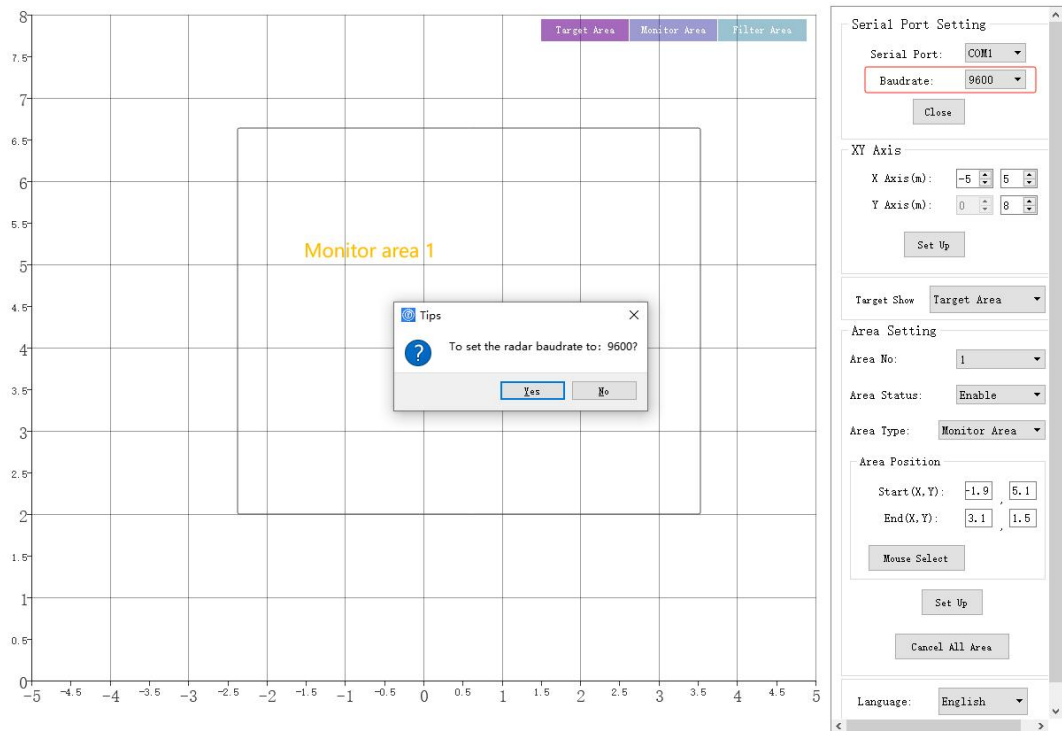 Target Area Monitor Area Filter Area
8
7.5
7
6.5
6
5.5
5
4.5
4
3.5
3
2.5
2
1.5
1
0.5
0
-5 -4.5 -4 -3.5 -3 -2.5 -2 -1.5 -1 -0.5 0 0.5 1 1.5 2 2.5 3 3.5 4 4.5 5
Monitor area 1
Tips
To set the radar baudrate to: 9600?
Yes No
Serial Port Setting
Serial Port: COM1
Baudrate: 9600
Close
XY Axis
X Axis(m): -5 5
Y Axis(m): 0 8
Set Up
Target Show Target Area
Area Setting
Area No: 1
Area Status: Enable
Area Type: Monitor Area
Area Position
Start(X,Y): -1.9 , 5.1
End(X,Y): 3.1 , 1.5
Mouse Select
Set Up
Cancel All Area
Language: English